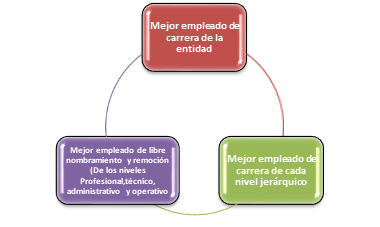 Mejor empleado de
carrera de la
entidad
Mejor empleado de libre
nombramiento y remoción
(De los niveles
Profesional,técnico,
administrativo y operativo
Mejor empleado de
carrera de cada
nivel jerárquico